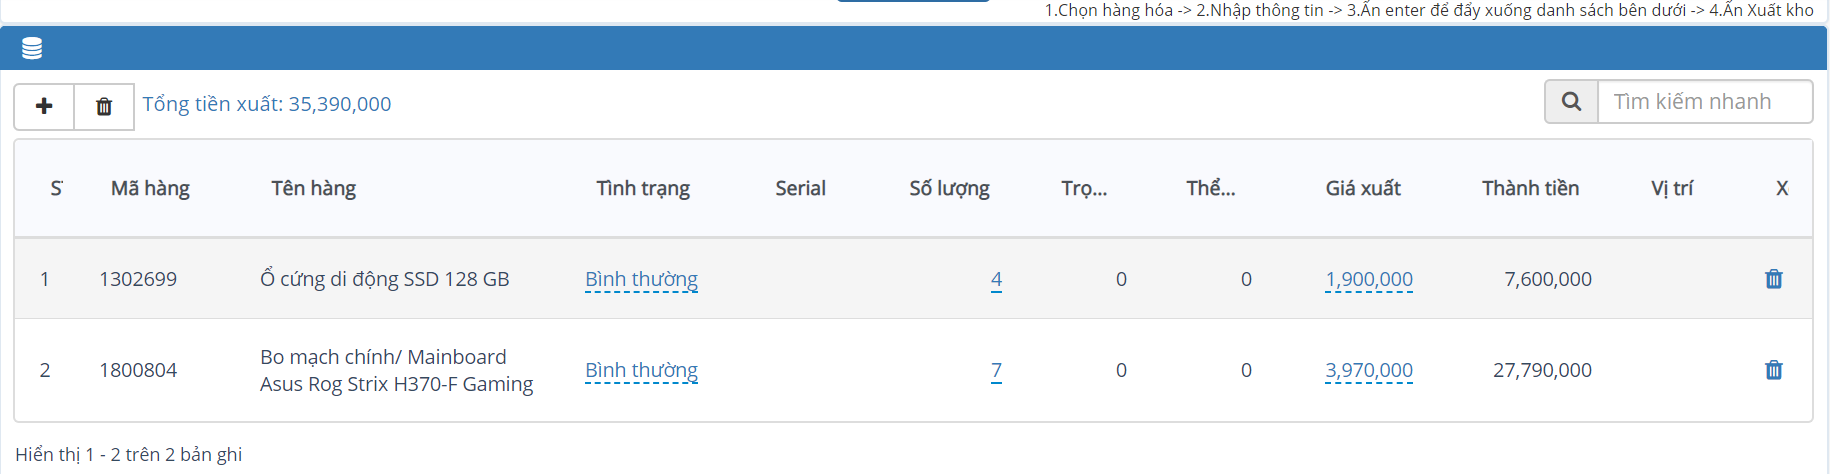 1.Chọn hàng hóa -> 2.Nhập thông tin -> 3.Ấn enter để đẩy xuống danh sách bên dưới -> 4.Ấn Xuất kho
Tổng tiền xuất: 35,390,000
Tìm kiếm nhanh
Mã hàng Tên hàng Tình trạng Serial Số lượng Trọ... Thể... Giá xuất Thành tiền Vị trí X
1 1302699 Ổ cứng di động SSD 128 GB Bình thường 4 0 0 1,900,000 7,600,000
2 1800804 Bo mạch chính/ Mainboard Asus Rog Strix H370-F Gaming Bình thường 7 0 0 3,970,000 27,790,000
Hiển thị 1 - 2 trên 2 bản ghi